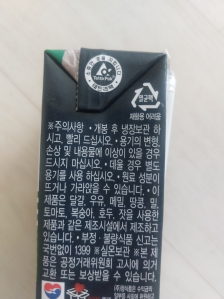 Tetra Pak
멸균팩
재활용 어려움
※주의사항 • 개봉 후 냉장보관 하
시고, 빨리 드십시오. • 용기의 변형,
손상 및 내용물에 이상이 있을 경우
드시지 마십시오. • 데울 경우 별도
용기를 사용 하십시오. • 원료 성분이
뜨거나 가라앉을 수 있습니다. • 이
제품은 달걀, 우유, 메밀, 땅콩, 밀,
토마토, 복숭아, 호두, 잣을 사용한
제품과 같은 제조시설에서 제조하고
있습니다. • 부정 · 불량식품 신고는
국번없이 1399 ※실온보관 ※본 제
품은 공정거래위원회 고시에 의거
교환 또는 보상받을 수 있습니다.